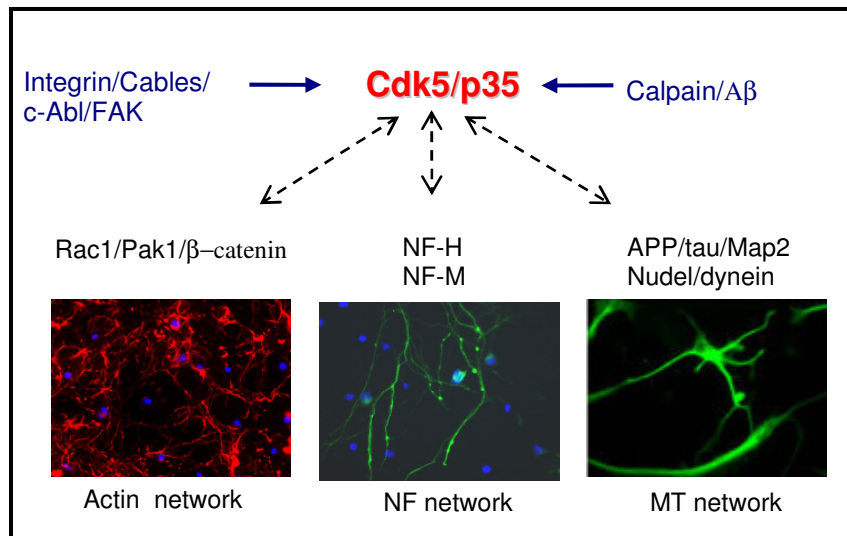 Integrin/Cables/
c-Abl/FAK
Cdk5/p35
Calpain/Aβ
Rac1/Pak1/β–catenin
NF-H
NF-M
APP/tau/Map2
Nudel/dynein
Actin network
NF network
MT network